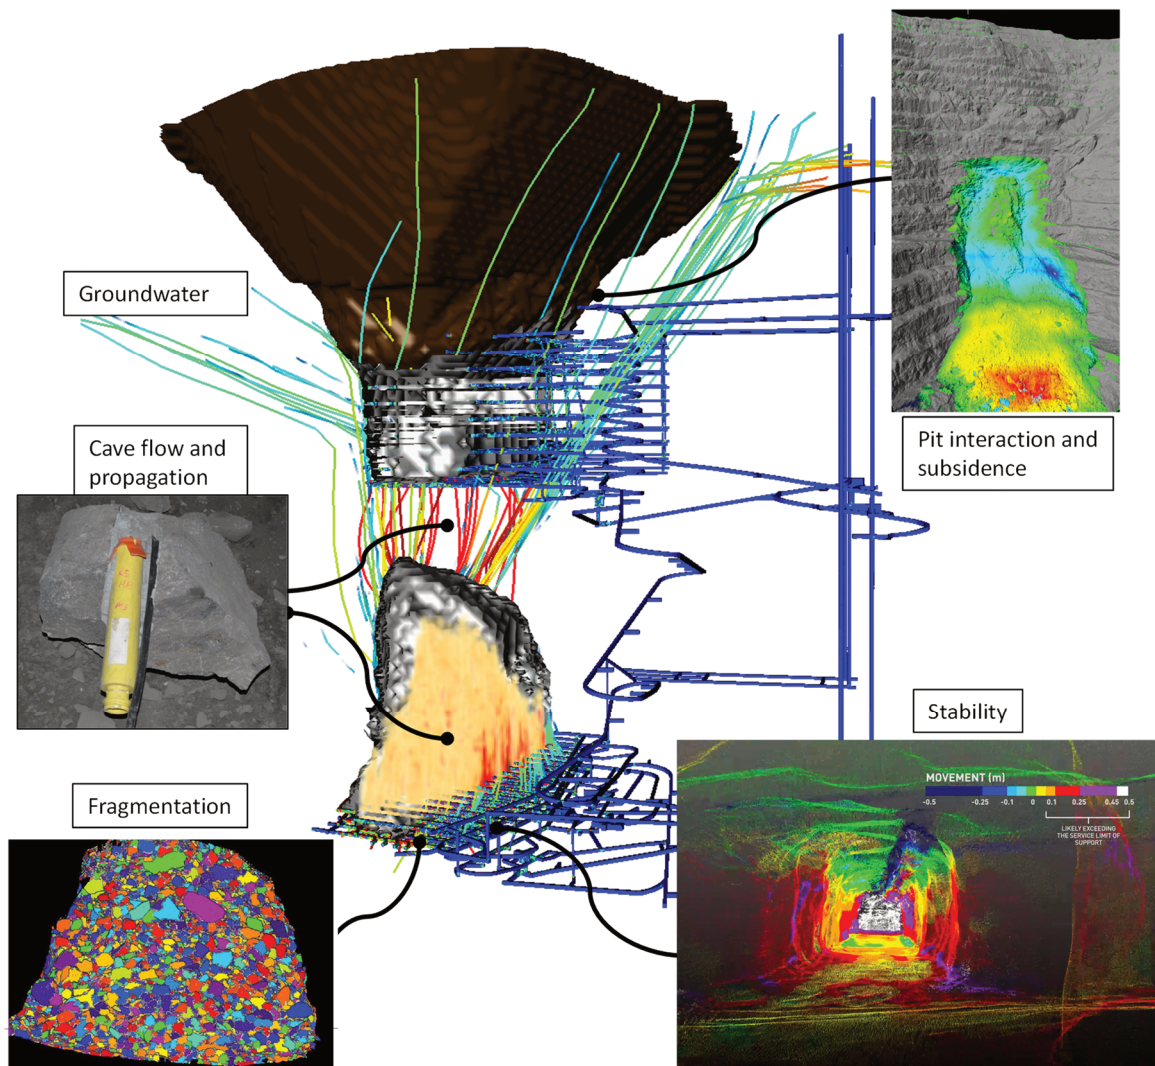 Groundwater
Cave flow and
propagation
Pit interaction and
subsidence
Stability
MOVEMENT (m)
-0.5 -0.25 -0.1 0 0.1 0.25 0.45 0.5
LIKELY EXCEEDING
THE SERVICE LIMIT OF
SUPPORT
Fragmentation